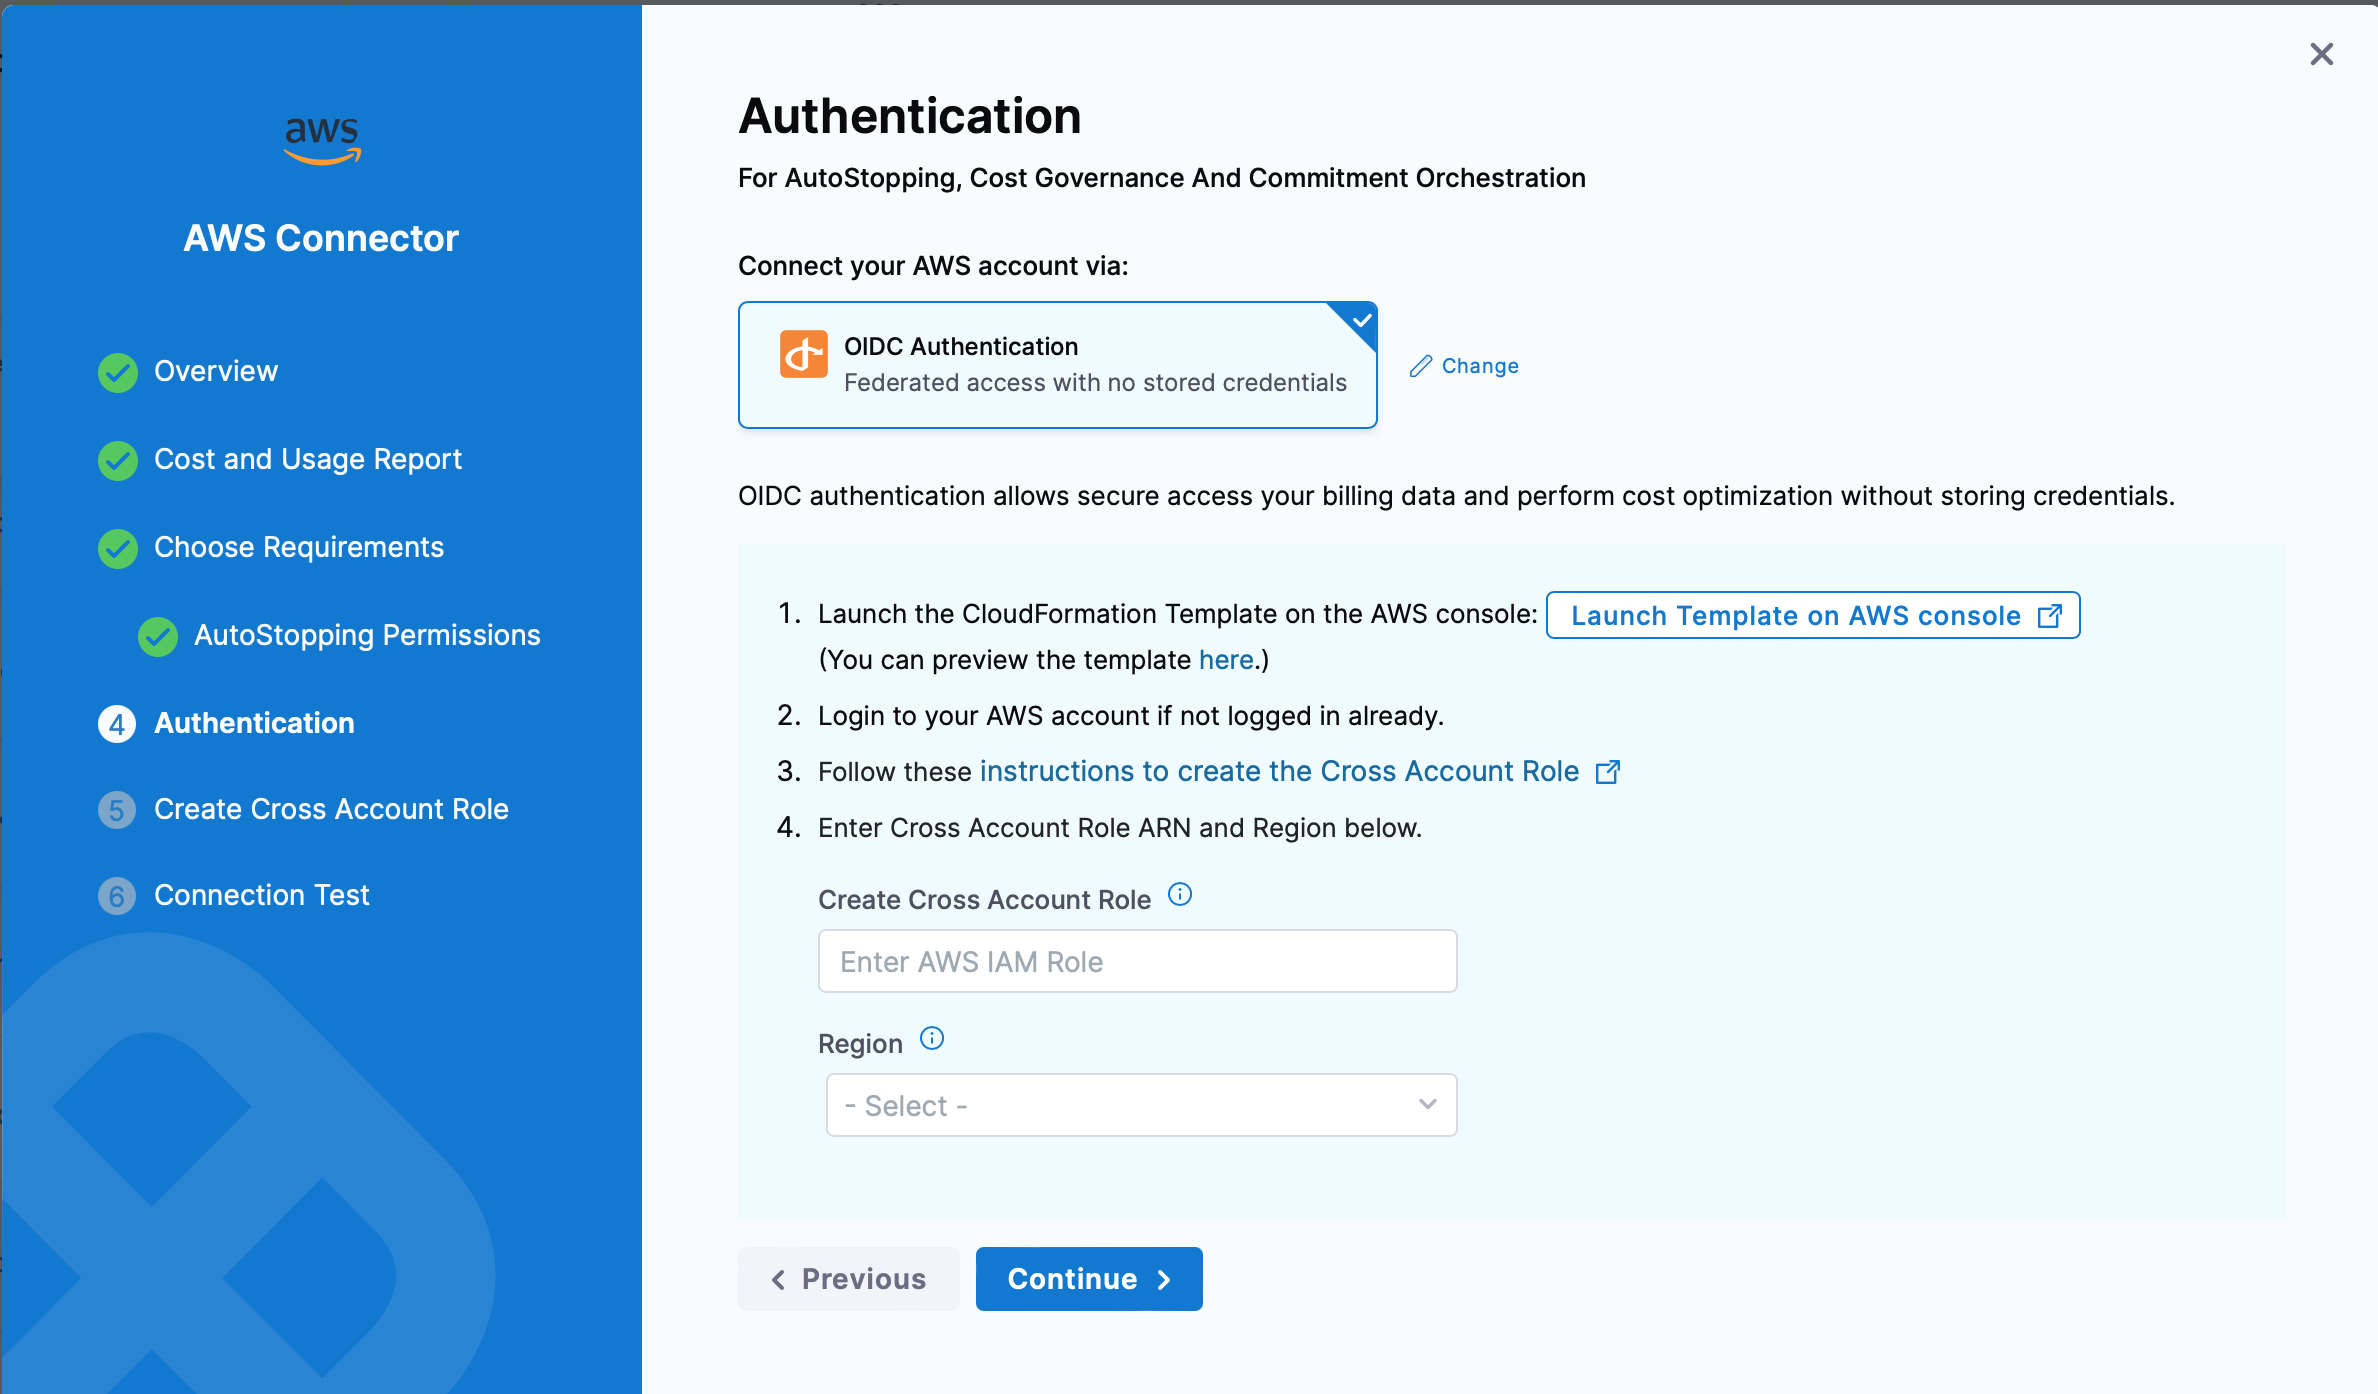 aws
AWS Connector
Overview
Cost and Usage Report
Choose Requirements
AutoStopping Permissions
4 Authentication
5 Create Cross Account Role
6 Connection Test
Authentication
For AutoStopping, Cost Governance And Commitment Orchestration
Connect your AWS account via:
OIDC Authentication
Federated access with no stored credentials
Change
OIDC authentication allows secure access your billing data and perform cost optimization without storing credentials.
1. Launch the CloudFormation Template on the AWS console: Launch Template on AWS console
(You can preview the template here.)
2. Login to your AWS account if not logged in already.
3. Follow these instructions to create the Cross Account Role
4. Enter Cross Account Role ARN and Region below.
Create Cross Account Role
Enter AWS IAM Role
Region
- Select -
Previous
Continue